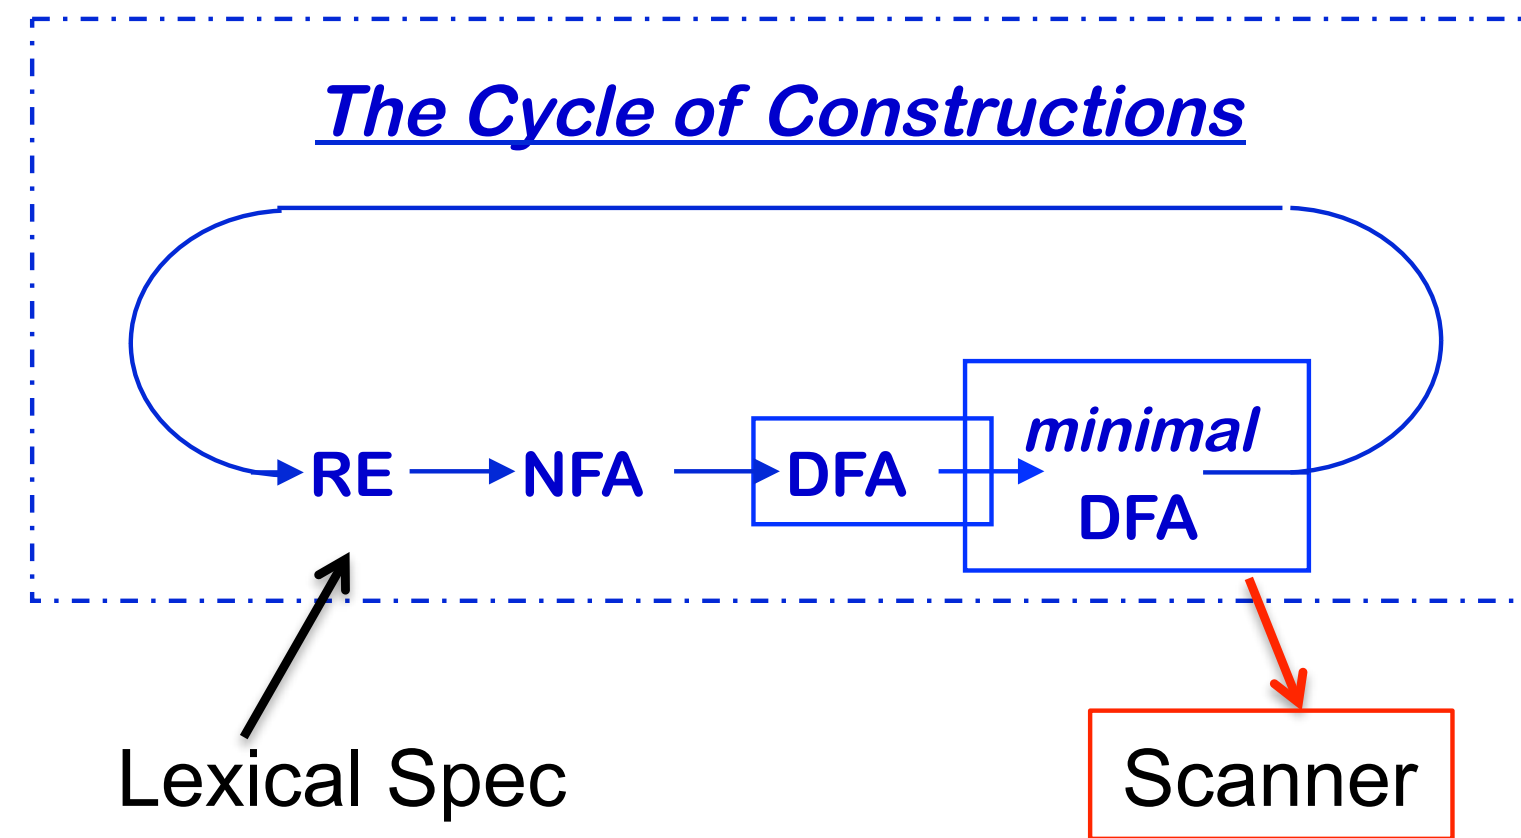 The Cycle of Constructions
minimal
RE NFA DFA
DFA
Lexical Spec Scanner